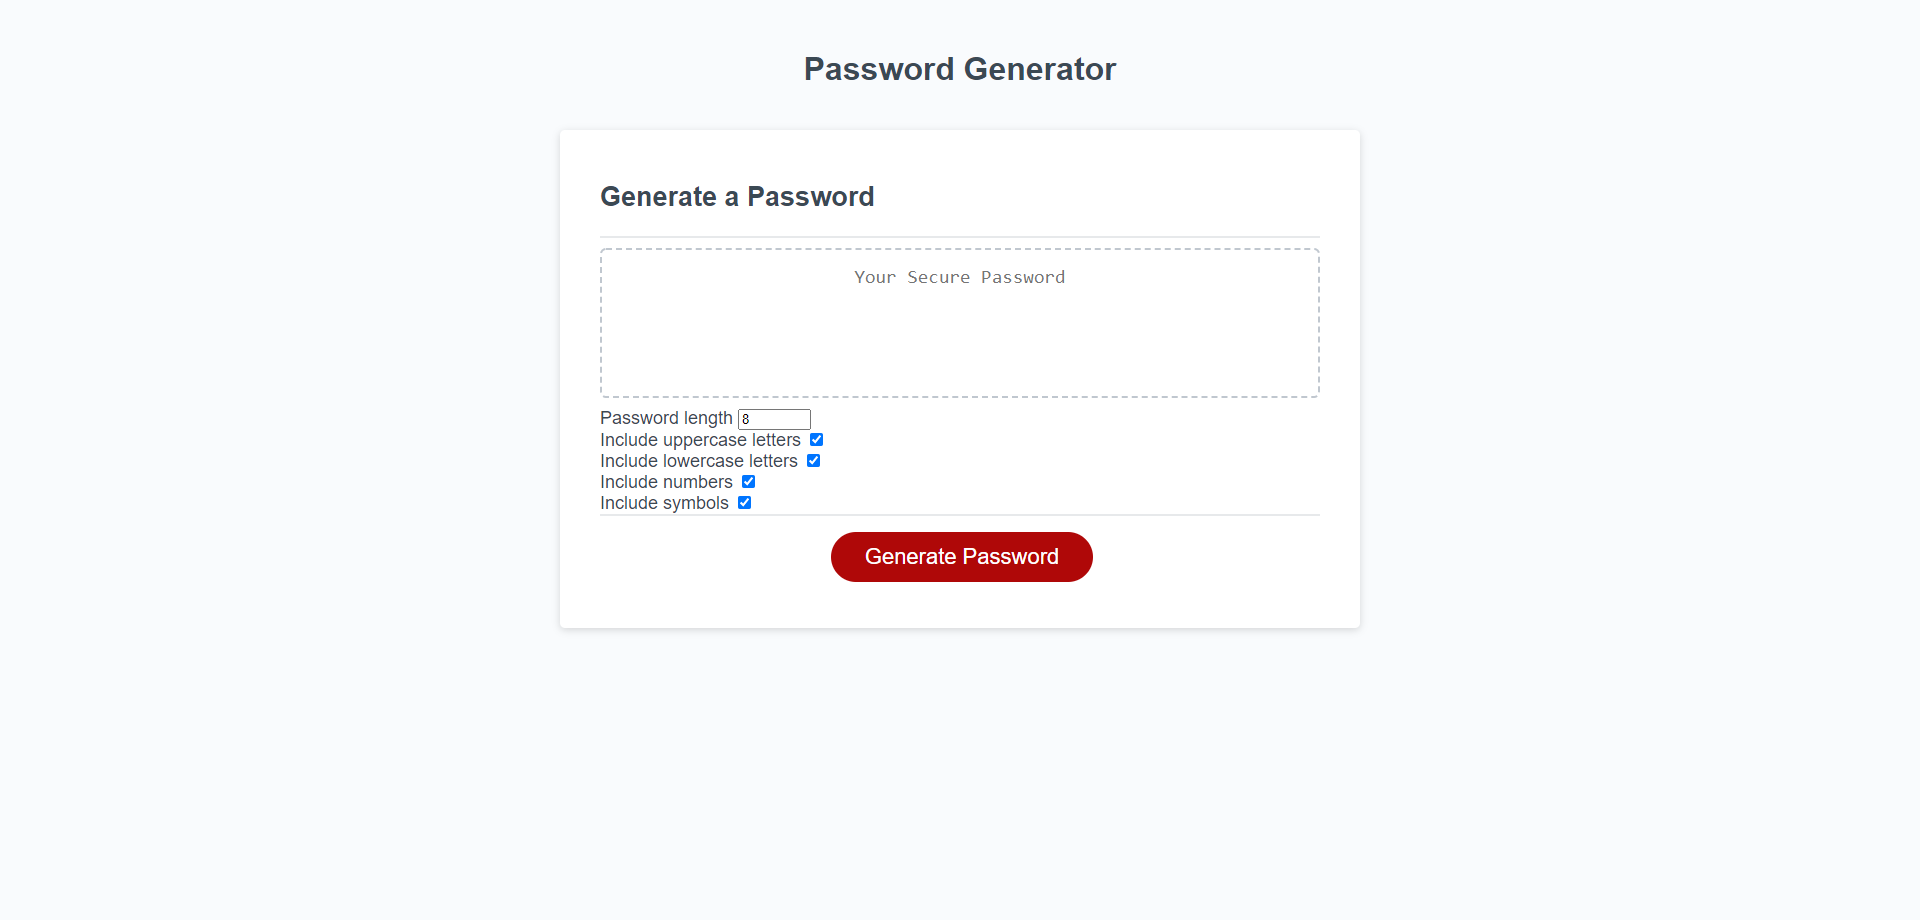 Password Generator
Generate a Password
Your Secure Password
Password length 8
Include uppercase letters
Include lowercase letters
Include numbers
Include symbols
Generate Password